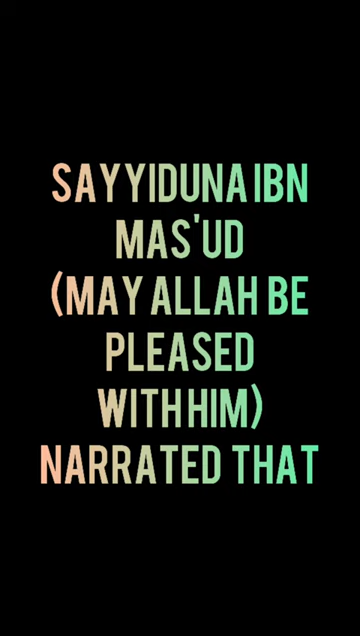 SAYYIDUNA IBN
MAS'UD
(MAY ALLAH BE
PLEASED
WITH HIM)
NARRATED THAT